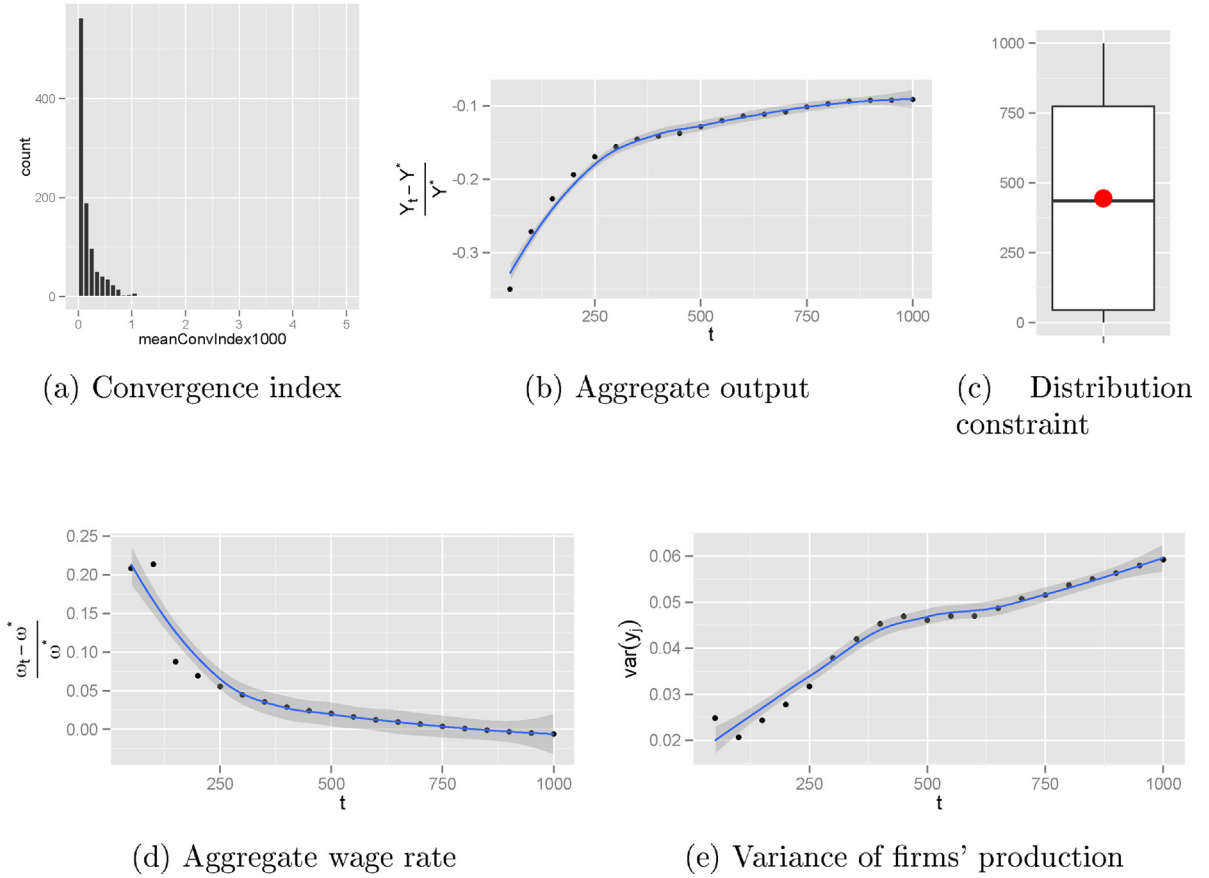 400
200
0
count
0
1
2
3
4
5
meanConvIndex1000
(a) Convergence index
-0.1
-0.2
-0.3
Yt − Y*
Y*
250
500
750
1000
t
(b) Aggregate output
1000
750
500
250
0
(c) Distribution
constraint
0.25
0.20
0.15
0.10
0.05
0.00
ωt − ω*
ω*
250
500
750
1000
t
(d) Aggregate wage rate
0.06
0.05
0.04
0.03
0.02
var(yj)
250
500
750
1000
t
(e) Variance of firms' production